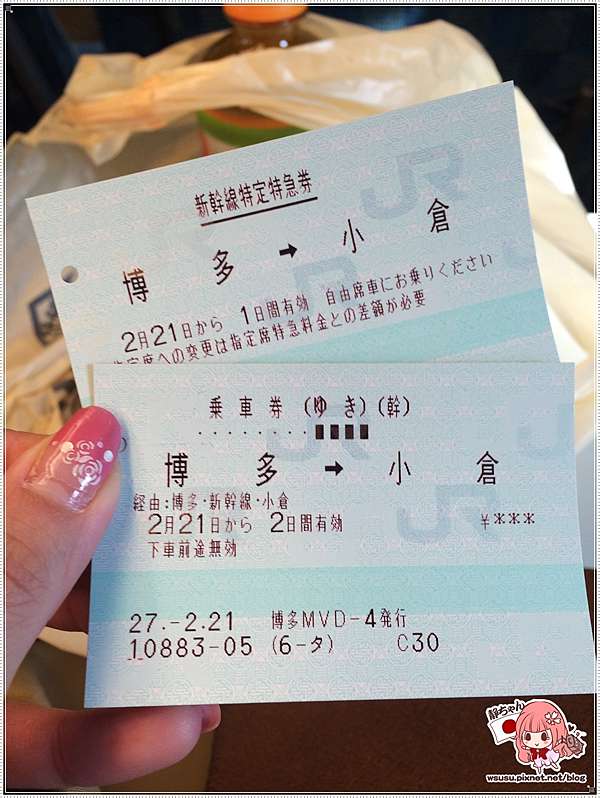 新幹線特定特急券
博多➡小倉
2月21日から 1日間有効 自由席車にお乗りください
指定席への変更は指定席特急料金との差額が必要
乗車券 (ゆき)(幹)
博多➡小倉
経由:博多・新幹線・小倉
2月21日から 2日間有効 ¥***
下車前途無効
27.-2.21 博多MVD-4発行
10883-05 (6-タ) C30
JR
JR
JR
JR
靜ちゃん
wsusu.pixnet.net/blog